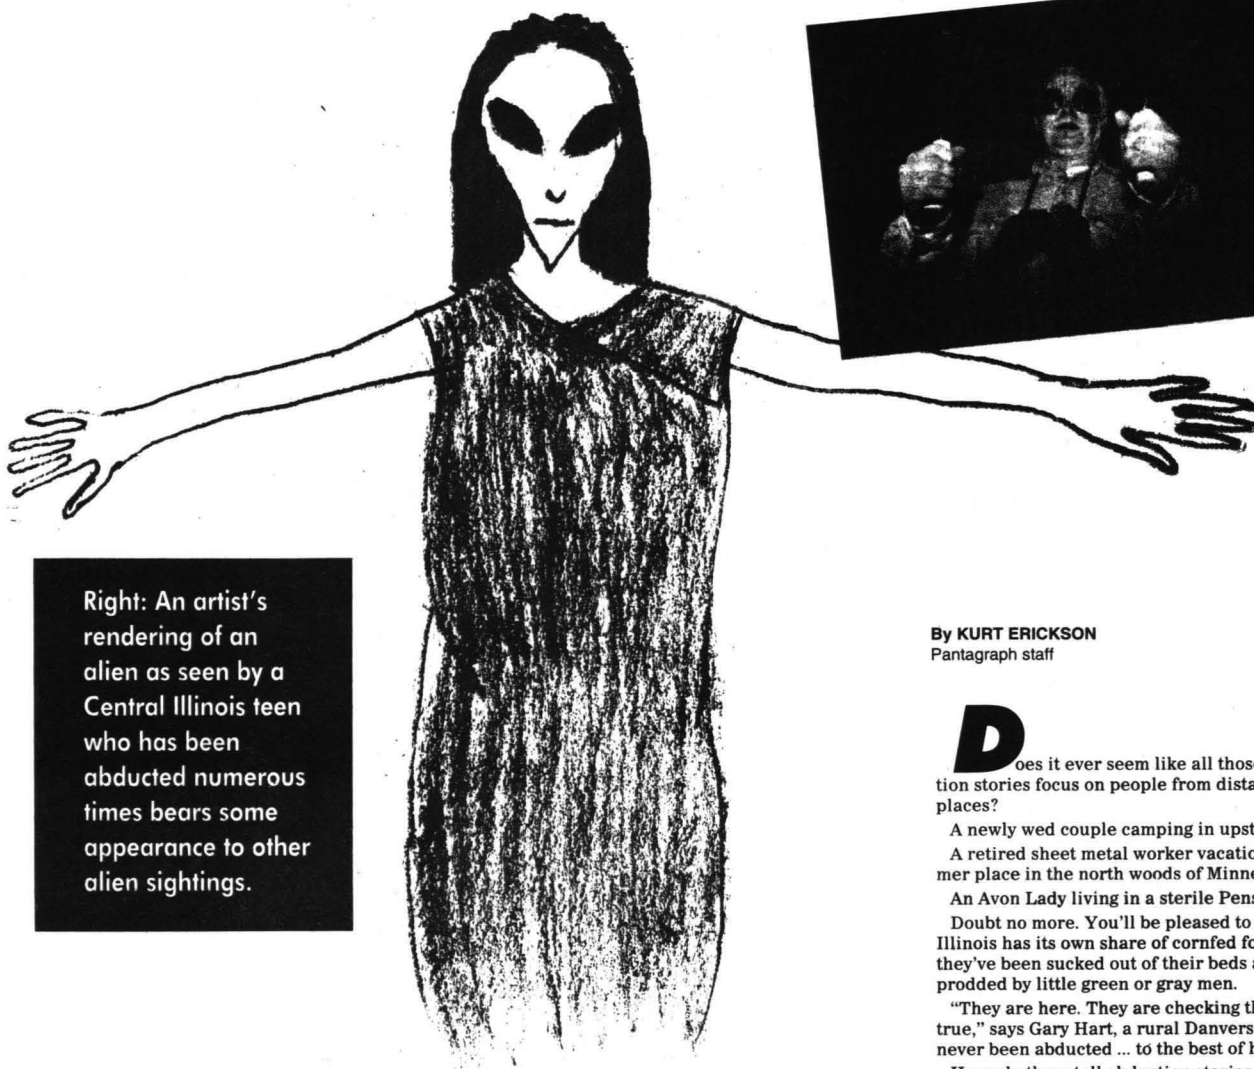 Right: An artist's
rendering of an
alien as seen by a
Central Illinois teen
who has been
abducted numerous
times bears some
appearance to other
alien sightings.
By KURT ERICKSON
Pantagraph staff
Does it ever seem like all those
tion stories focus on people from dista
places?
A newly wed couple camping in upst
A retired sheet metal worker vacatio
mer place in the north woods of Minne
An Avon Lady living in a sterile Pens
Doubt no more. You'll be pleased to
Illinois has its own share of cornfed fo
they've been sucked out of their beds a
prodded by little green or gray men.
"They are here. They are checking th
true," says Gary Hart, a rural Danvers
never been abducted ... to the best of h